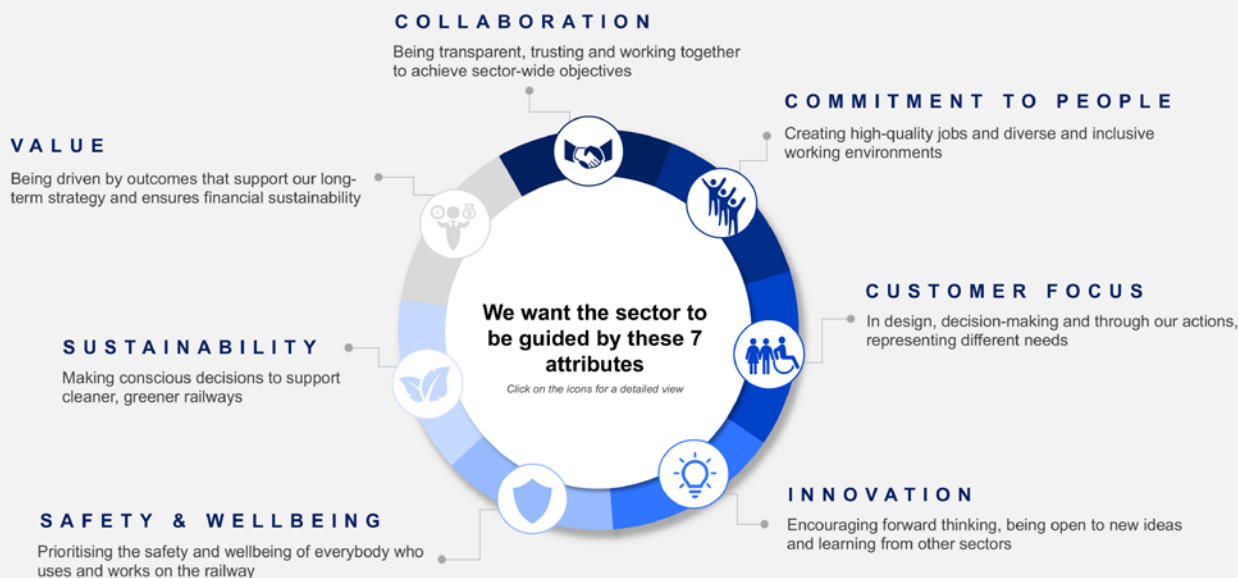 COLLABORATION
Being transparent, trusting and working together
to achieve sector-wide objectives
COMMITMENT TO PEOPLE
Creating high-quality jobs and diverse and inclusive
working environments
CUSTOMER FOCUS
In design, decision-making and through our actions,
representing different needs
INNOVATION
Encouraging forward thinking, being open to new ideas
and learning from other sectors
SAFETY & WELLBEING
Prioritising the safety and wellbeing of everybody who
uses and works on the railway
SUSTAINABILITY
Making conscious decisions to support
cleaner, greener railways
VALUE
Being driven by outcomes that support our long-
term strategy and ensures financial sustainability
We want the sector to
be guided by these 7
attributes
Click on the icons for a detailed view